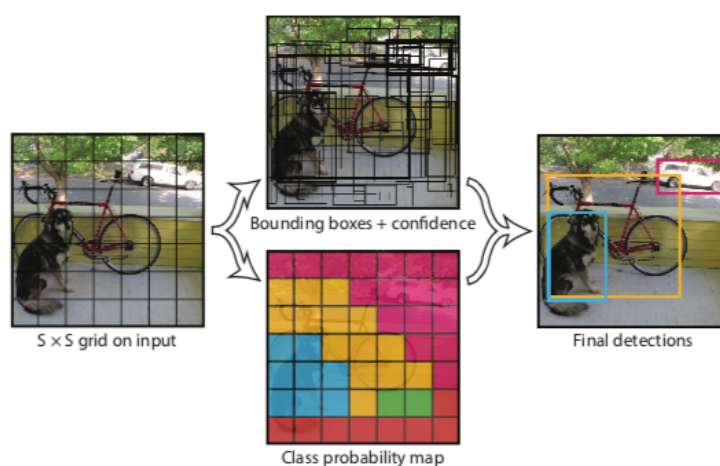 Bounding boxes + confidence
S × S grid on input
Final detections
Class probability map